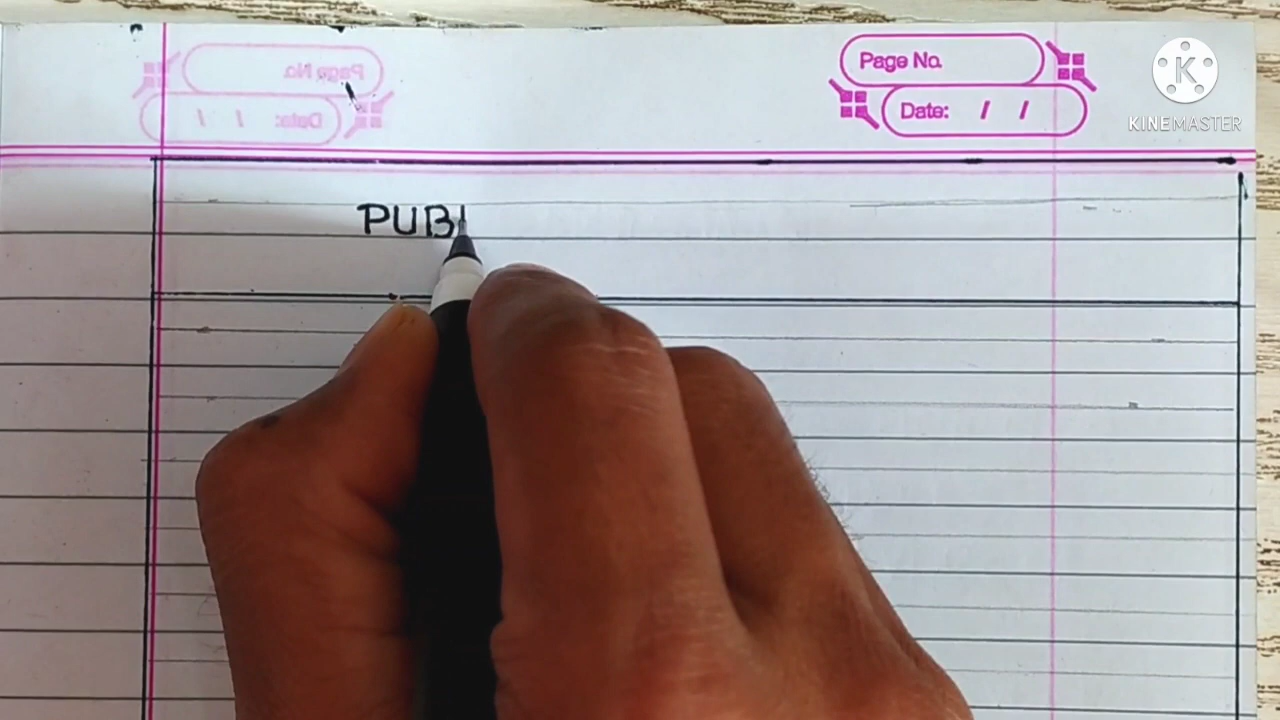 Page No.
Date: / /
KINEMASTER
PUB